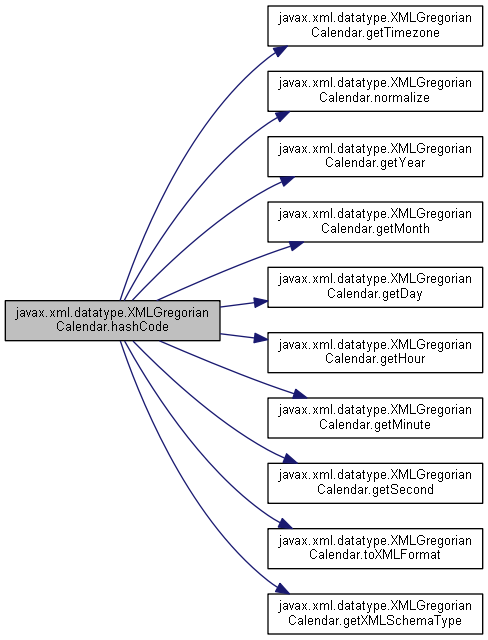 javax.xml.datatype.XMLGregorian
Calendar.getTimezone
javax.xml.datatype.XMLGregorian
Calendar.normalize
javax.xml.datatype.XMLGregorian
Calendar.getYear
javax.xml.datatype.XMLGregorian
Calendar.getMonth
javax.xml.datatype.XMLGregorian
Calendar.getDay
javax.xml.datatype.XMLGregorian
Calendar.hashCode
javax.xml.datatype.XMLGregorian
Calendar.getHour
javax.xml.datatype.XMLGregorian
Calendar.getMinute
javax.xml.datatype.XMLGregorian
Calendar.getSecond
javax.xml.datatype.XMLGregorian
Calendar.toXMLFormat
javax.xml.datatype.XMLGregorian
Calendar.getXMLSchemaType